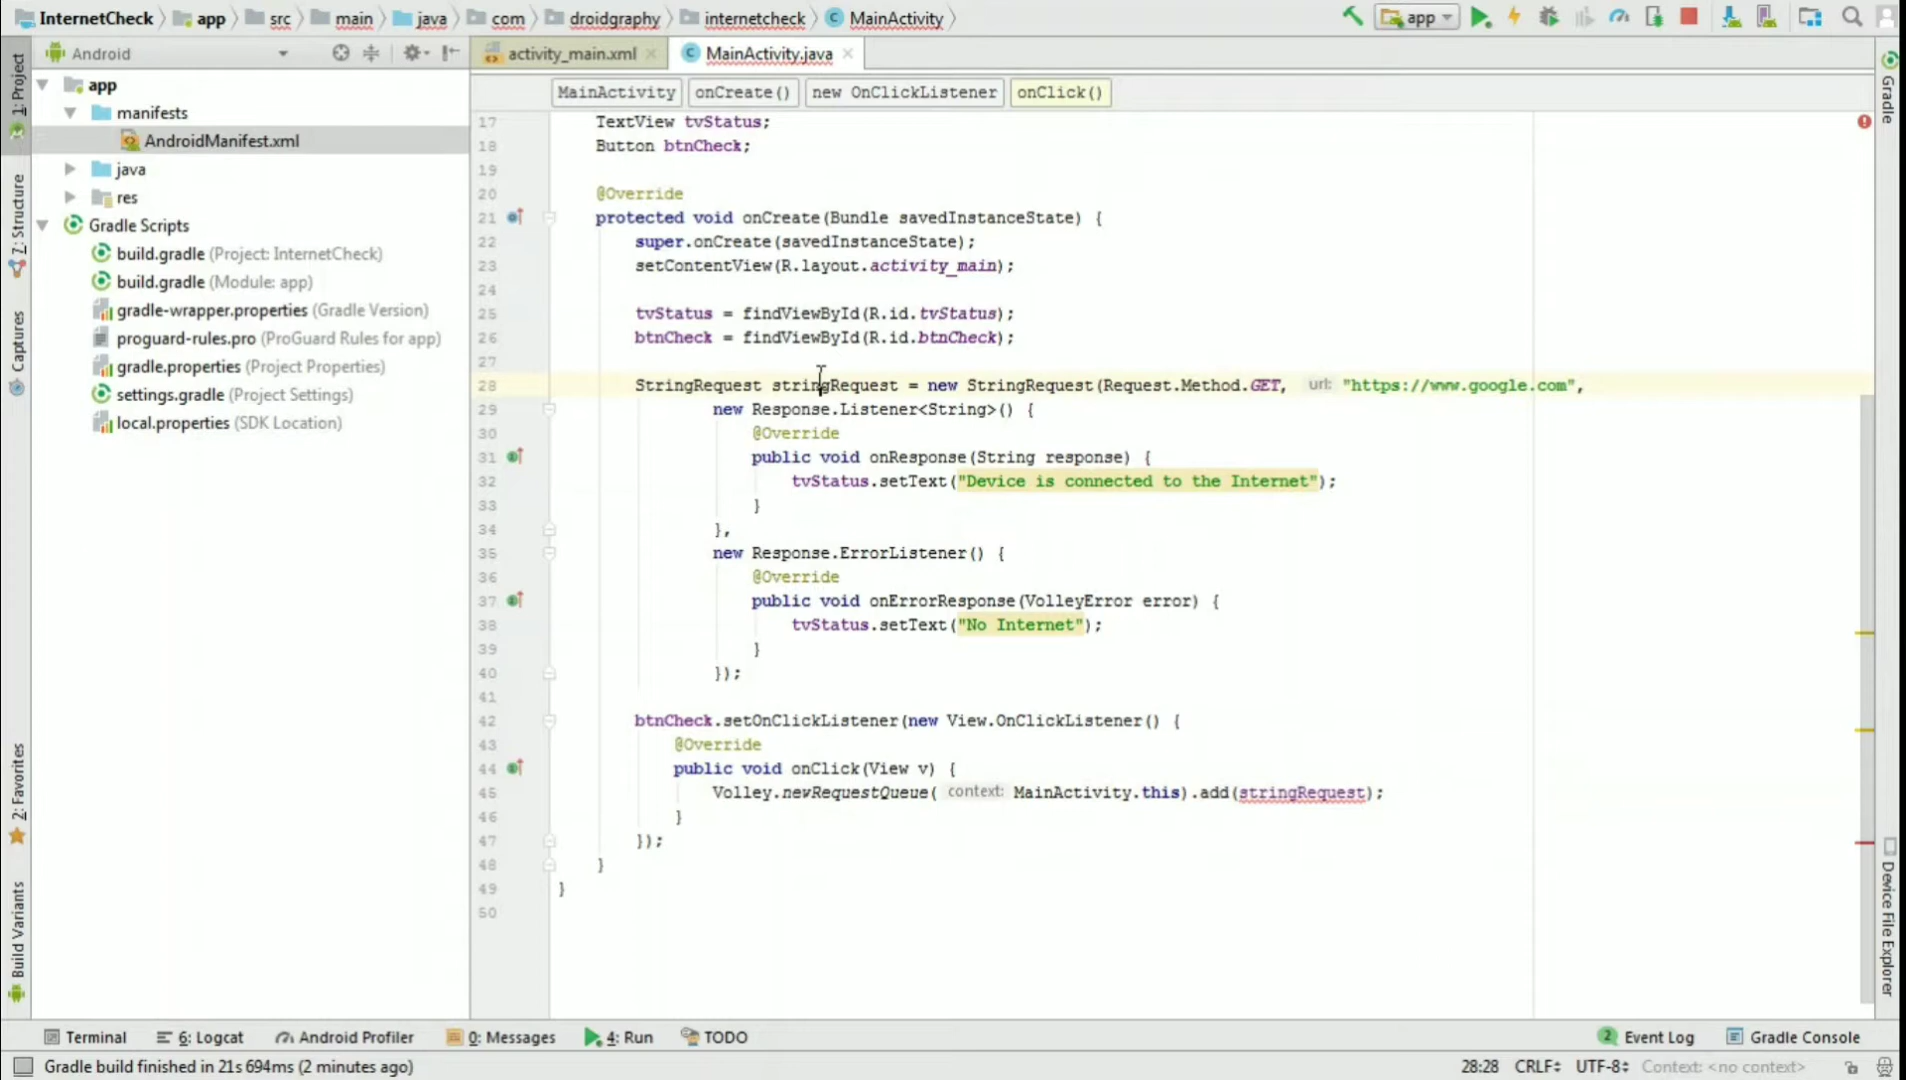 InternetCheck app src main java com droidgraphy internetcheck MainActivity app
Android
activity_main.xml MainActivity.java
MainActivity onCreate() new OnClickListener onClick()
1: Project
7: Structure
Captures
2: Favorites
Build Variants
app
manifests
AndroidManifest.xml
java
res
Gradle Scripts
build.gradle (Project: InternetCheck)
build.gradle (Module: app)
gradle-wrapper.properties (Gradle Version)
proguard-rules.pro (ProGuard Rules for app)
gradle.properties (Project Properties)
settings.gradle (Project Settings)
local.properties (SDK Location)
17 TextView tvStatus;
18 Button btnCheck;
19
20 @Override
21 protected void onCreate(Bundle savedInstanceState) {
22 super.onCreate(savedInstanceState);
23 setContentView(R.layout.activity_main);
24
25 tvStatus = findViewById(R.id.tvStatus);
26 btnCheck = findViewById(R.id.btnCheck);
27
28 StringRequest stringRequest = new StringRequest(Request.Method.GET, url: "https://www.google.com",
29 new Response.Listener<String>() {
30 @Override
31 public void onResponse(String response) {
32 tvStatus.setText("Device is connected to the Internet");
33 }
34 },
35 new Response.ErrorListener() {
36 @Override
37 public void onErrorResponse(VolleyError error) {
38 tvStatus.setText("No Internet");
39 }
40 });
41
42 btnCheck.setOnClickListener(new View.OnClickListener() {
43 @Override
44 public void onClick(View v) {
45 Volley.newRequestQueue( context: MainActivity.this).add(stringRequest);
46 }
47 });
48 }
49 }
50
Gradle
Device File Explorer
Terminal 6: Logcat Android Profiler 0: Messages 4: Run TODO 2 Event Log Gradle Console
Gradle build finished in 21s 694ms (2 minutes ago) 28:28 CRLF UTF-8 Context: <no context>